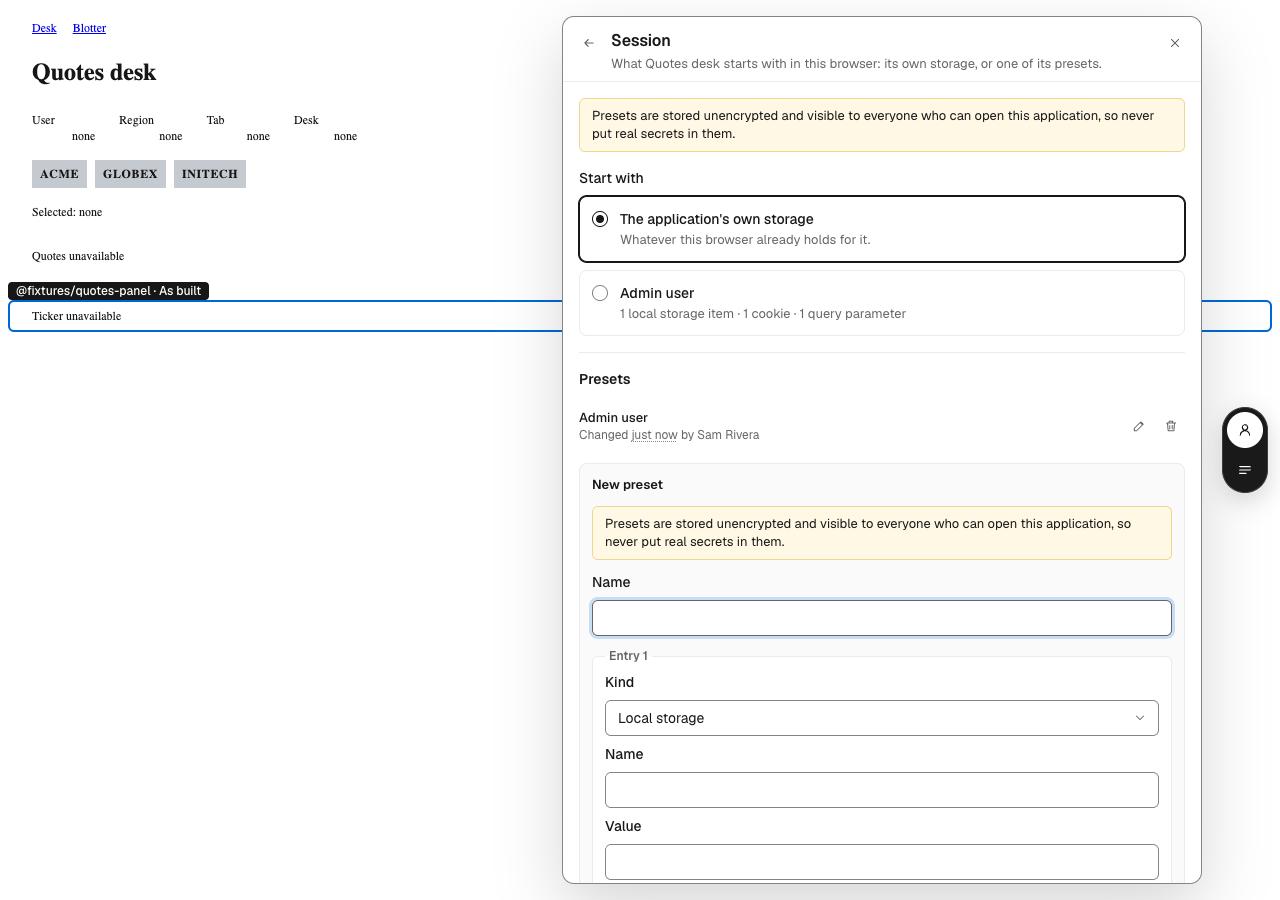 Desk Blotter
Quotes desk
User Region Tab Desk
none none none none
ACME GLOBEX INITECH
Selected: none
Quotes unavailable
@fixtures/quotes-panel · As built
Ticker unavailable
Session
What Quotes desk starts with in this browser: its own storage, or one of its presets.
Presets are stored unencrypted and visible to everyone who can open this application, so never
put real secrets in them.
Start with
The application's own storage
Whatever this browser already holds for it.
Admin user
1 local storage item · 1 cookie · 1 query parameter
Presets
Admin user
Changed just now by Sam Rivera
New preset
Presets are stored unencrypted and visible to everyone who can open this application, so
never put real secrets in them.
Name
Entry 1
Kind
Local storage
Name
Value